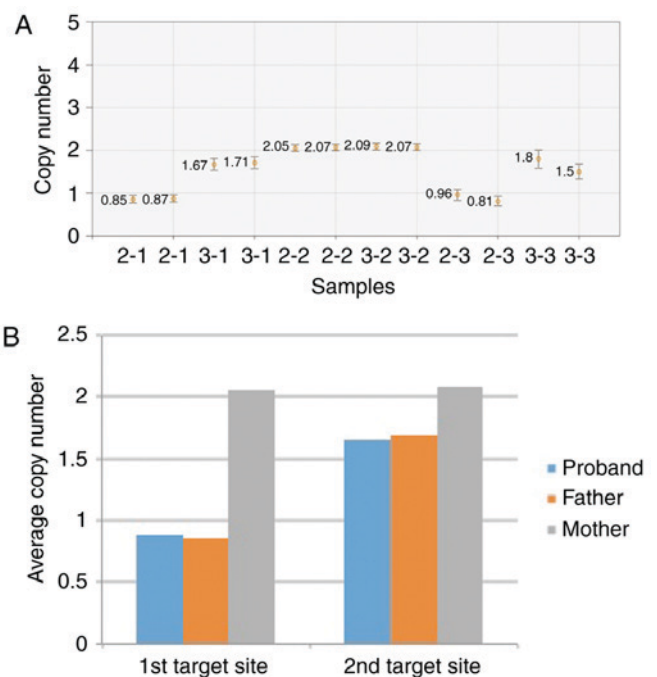 A
Copy number
5
4
3
2
1
0
0.85 0.87 1.67 1.71 2.05 2.07 2.09 2.07 0.96 0.81 1.8 1.5
2-1 2-1 3-1 3-1 2-2 2-2 3-2 3-2 2-3 2-3 3-3 3-3
Samples
B
Average copy number
2.5
2
1.5
1
0.5
0
1st target site 2nd target site
Proband
Father
Mother